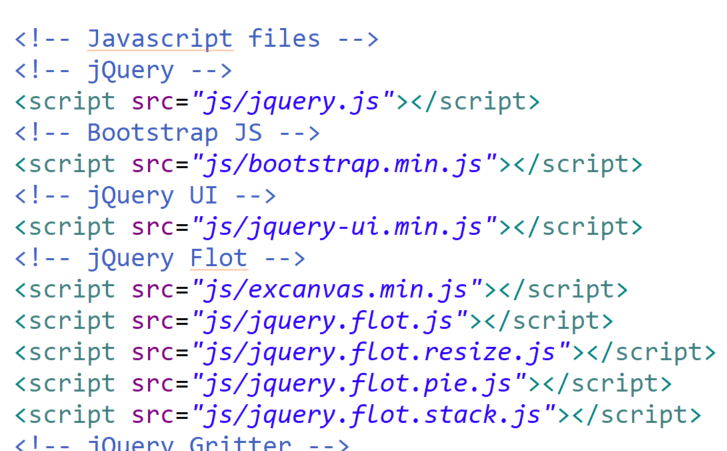 <!-- Javascript files -->
<!-- jQuery -->
<script src="js/jquery.js"></script>
<!-- Bootstrap JS -->
<script src="js/bootstrap.min.js"></script>
<!-- jQuery UI -->
<script src="js/jquery-ui.min.js"></script>
<!-- jQuery Flot -->
<script src="js/excanvas.min.js"></script>
<script src="js/jquery.flot.js"></script>
<script src="js/jquery.flot.resize.js"></script>
<script src="js/jquery.flot.pie.js"></script>
<script src="js/jquery.flot.stack.js"></script>
<!-- jQuery Gritter -->